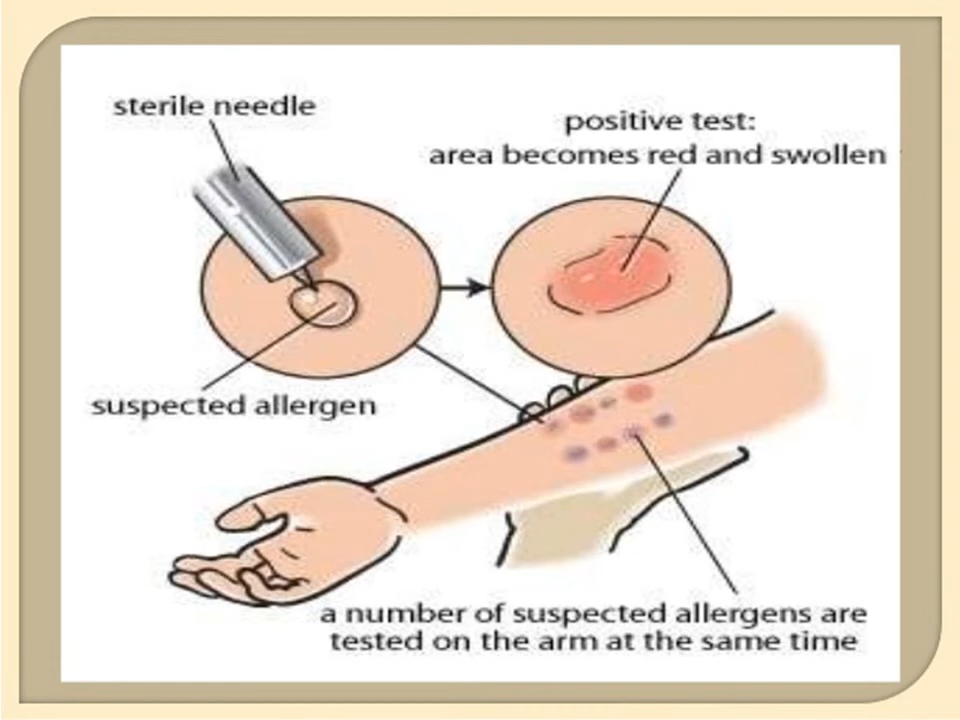 sterile needle
positive test:
area becomes red and swollen
suspected allergen
a number of suspected allergens are
tested on the arm at the same time